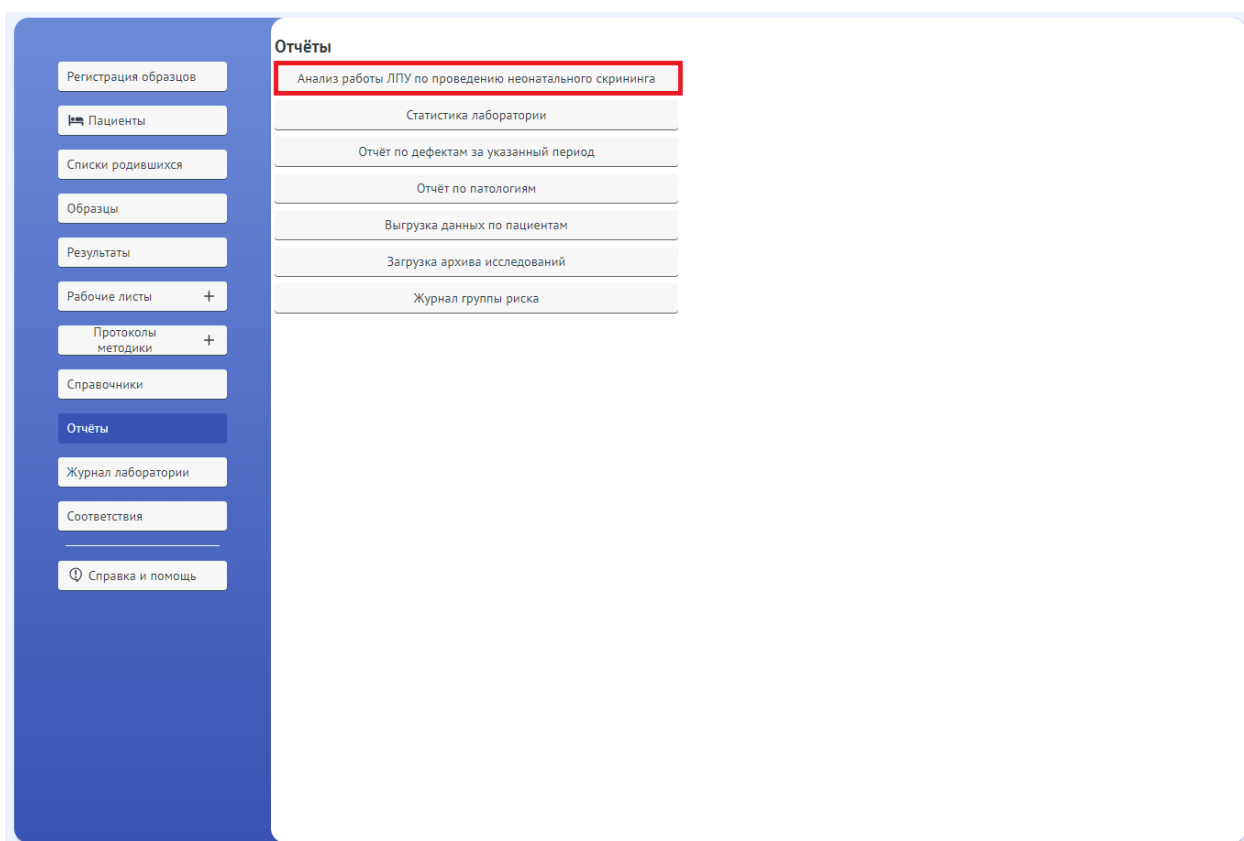 Регистрация образцов
Пациенты
Списки родившихся
Образцы
Результаты
Рабочие листы +
Протоколы
методики +
Справочники
Отчёты
Журнал лаборатории
Соответствия
Справка и помощь
Отчёты
Анализ работы ЛПУ по проведению неонатального скрининга
Статистика лаборатории
Отчёт по дефектам за указанный период
Отчёт по патологиям
Выгрузка данных по пациентам
Загрузка архива исследований
Журнал группы риска